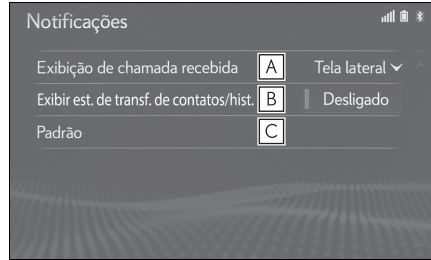 Notificações
Exibição de chamada recebida A Tela lateral
Exibir est. de transf. de contatos/hist. B Desligado
Padrão C